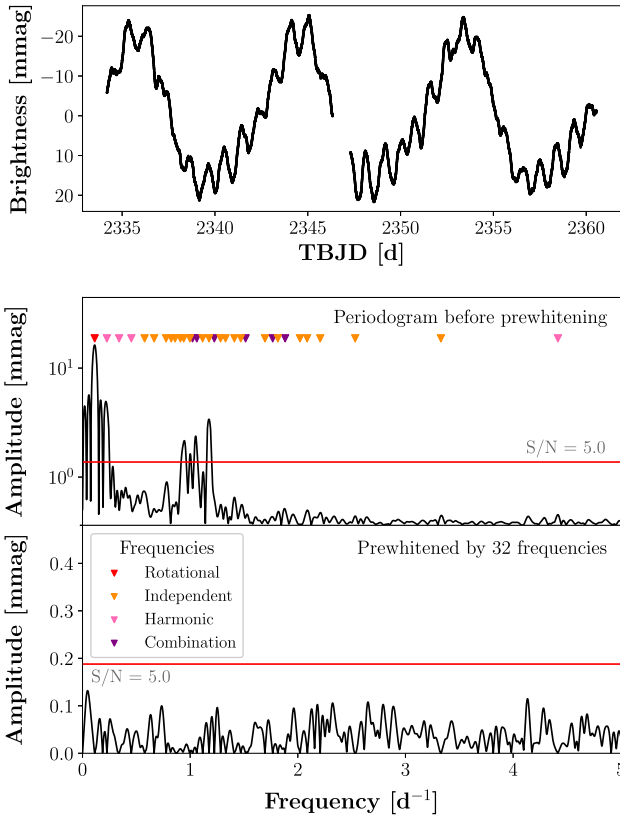 Brightness [mmag]
−20
−10
0
10
20
2335
2340
2345
2350
2355
2360
TBJD [d]
Periodogram before prewhitening
Amplitude [mmag]
10¹
10⁰
S/N = 5.0
Prewhitened by 32 frequencies
Frequencies
Rotational
Independent
Harmonic
Combination
Amplitude [mmag]
0.4
0.3
0.2
0.1
0.0
S/N = 5.0
0
1
2
3
4
5
Frequency [d⁻¹]